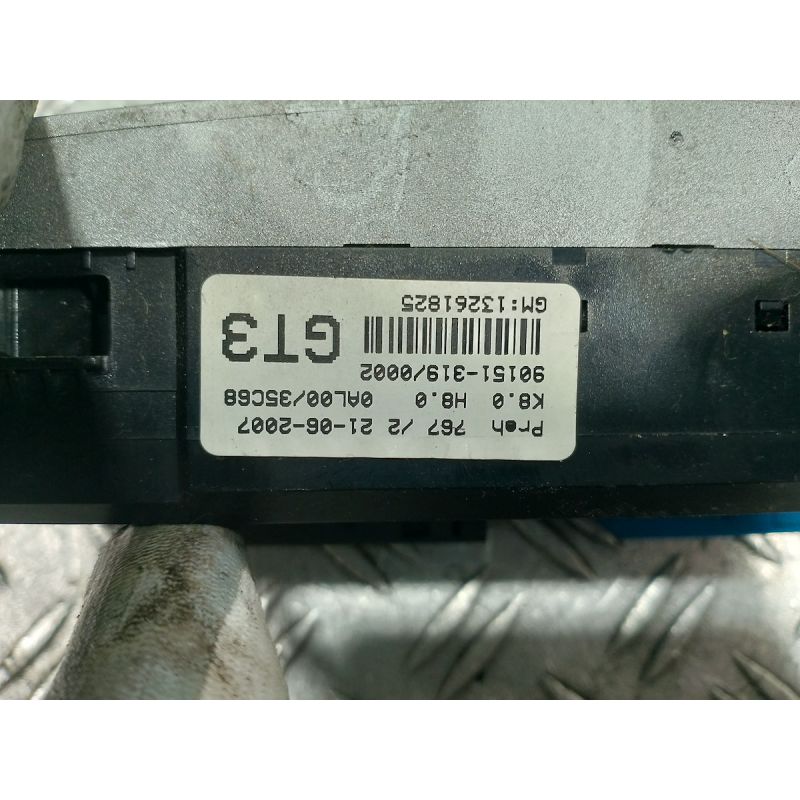 Preh 767 /2 21-06-2007
K8.0 H8.0 0AL00/35C68
90151-319/0002
GT3
GM:13261825